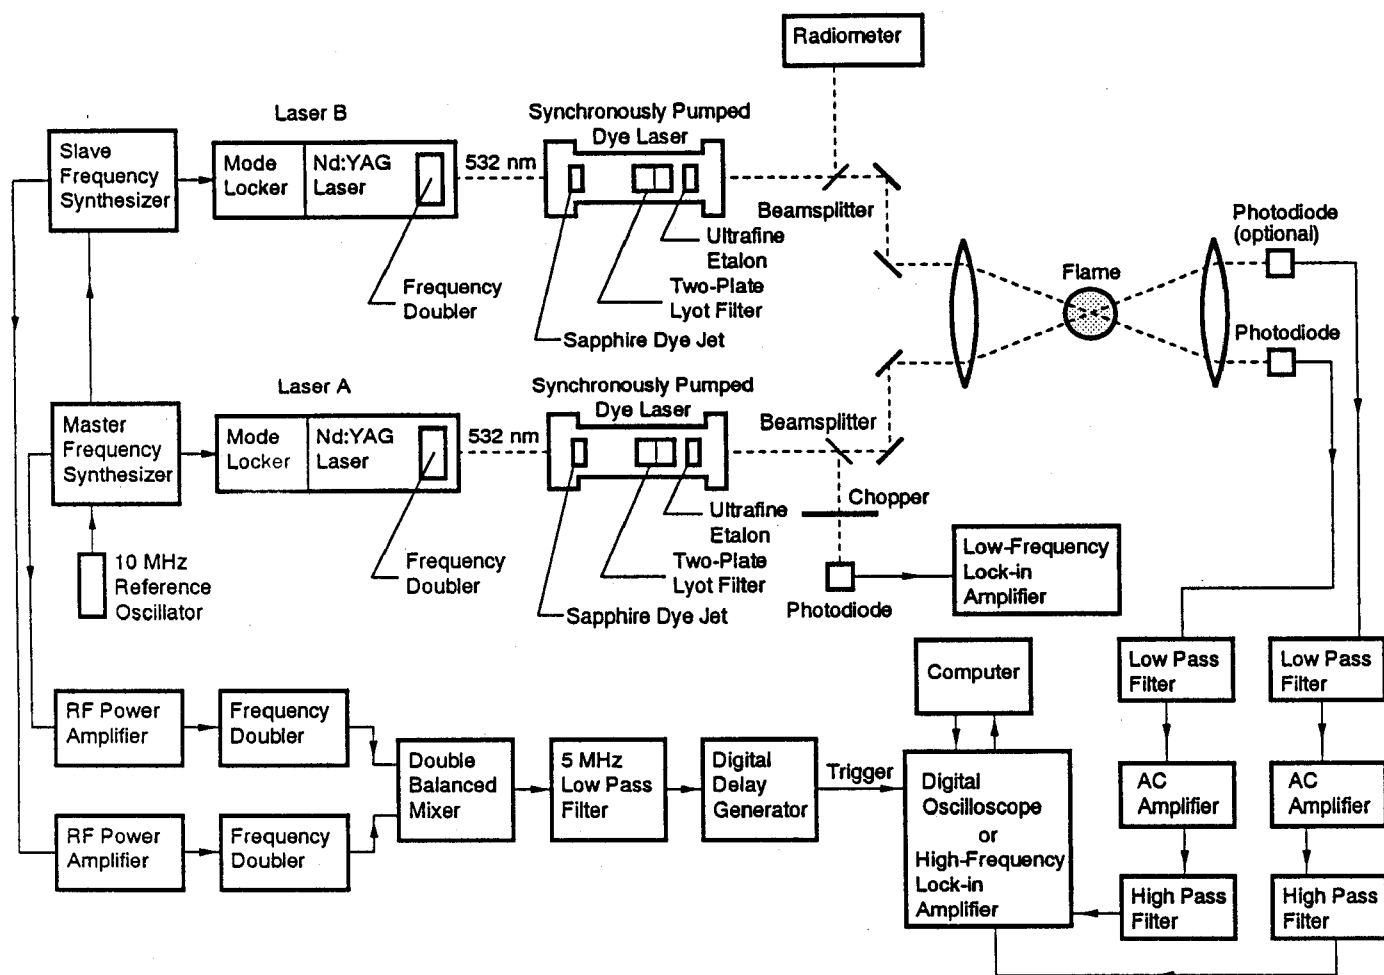 Radiometer
Laser B
Synchronously Pumped
Dye Laser
Slave
Frequency
Synthesizer
Mode
Locker
Nd:YAG
Laser
532 nm
Beamsplitter
Ultrafine
Etalon
Two-Plate
Lyot Filter
Frequency
Doubler
Sapphire Dye Jet
Photodiode
(optional)
Flame
Photodiode
Laser A
Synchronously Pumped
Dye Laser
Master
Frequency
Synthesizer
Mode
Locker
Nd:YAG
Laser
532 nm
Beamsplitter
Chopper
Ultrafine
Etalon
Two-Plate
Lyot Filter
Frequency
Doubler
Sapphire Dye Jet
10 MHz
Reference
Oscillator
Photodiode
Low-Frequency
Lock-in
Amplifier
Computer
Low Pass
Filter
Low Pass
Filter
RF Power
Amplifier
Frequency
Doubler
Double
Balanced
Mixer
5 MHz
Low Pass
Filter
Digital
Delay
Generator
Trigger
Digital
Oscilloscope
or
High-Frequency
Lock-in
Amplifier
AC
Amplifier
AC
Amplifier
RF Power
Amplifier
Frequency
Doubler
High Pass
Filter
High Pass
Filter